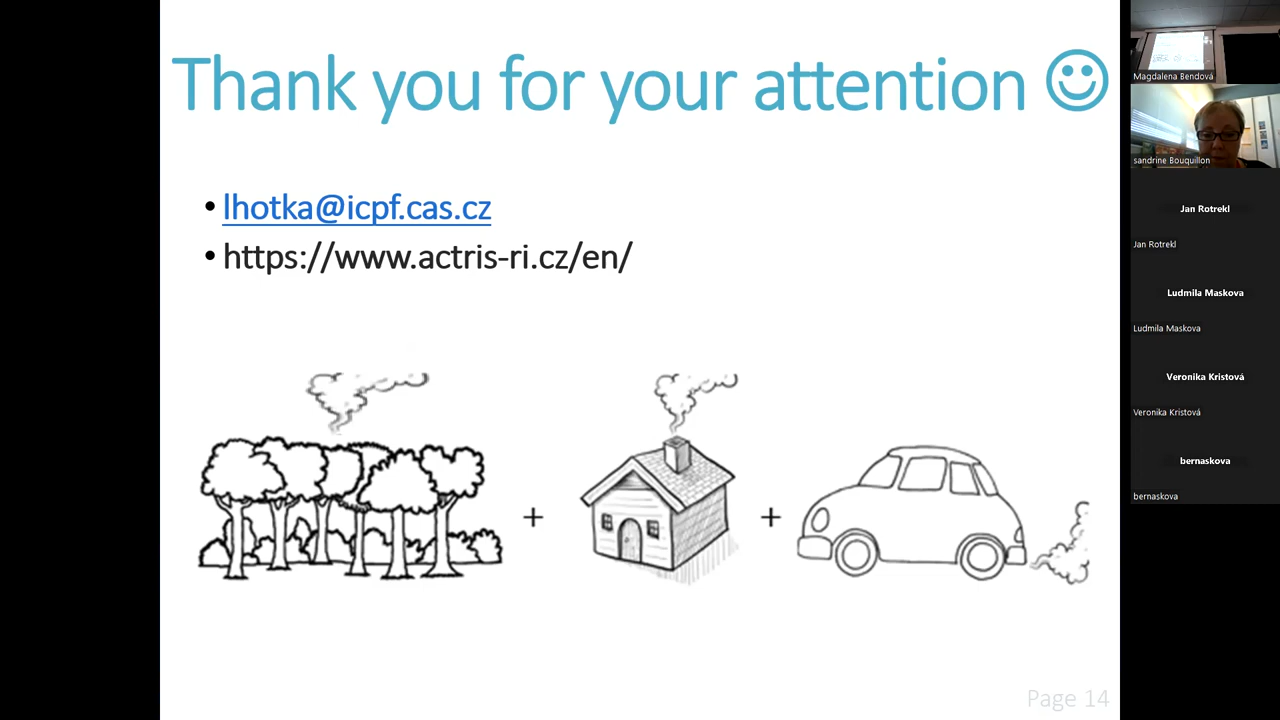 Thank you for your attention ☺
• lhotka@icpf.cas.cz
• https://www.actris-ri.cz/en/
+
+
Page 14
Magdalena Bendová
sandrine Bouquillon
Jan Rotrekl
Jan Rotrekl
Ludmila Maskova
Ludmila Maskova
Veronika Kristová
Veronika Kristová
bernaskova
bernaskova